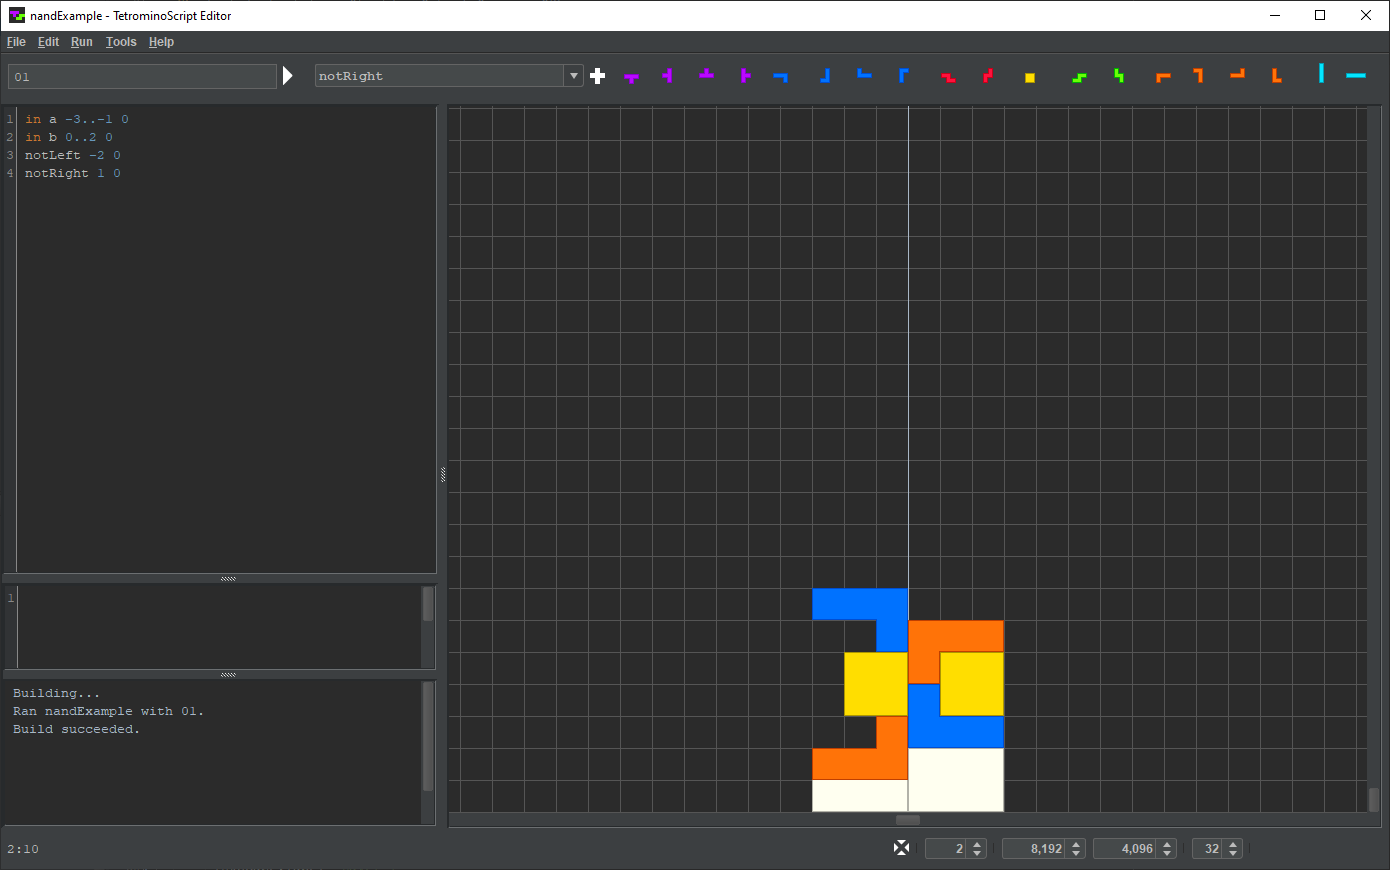 nandExample - TetrominoScript Editor
File Edit Run Tools Help
01 notRight
1 in a -3..-1 0
2 in b 0..2 0
3 notLeft -2 0
4 notRight 1 0
1
Building...
Ran nandExample with 01.
Build succeeded.
2:10 2 8,192 4,096 32